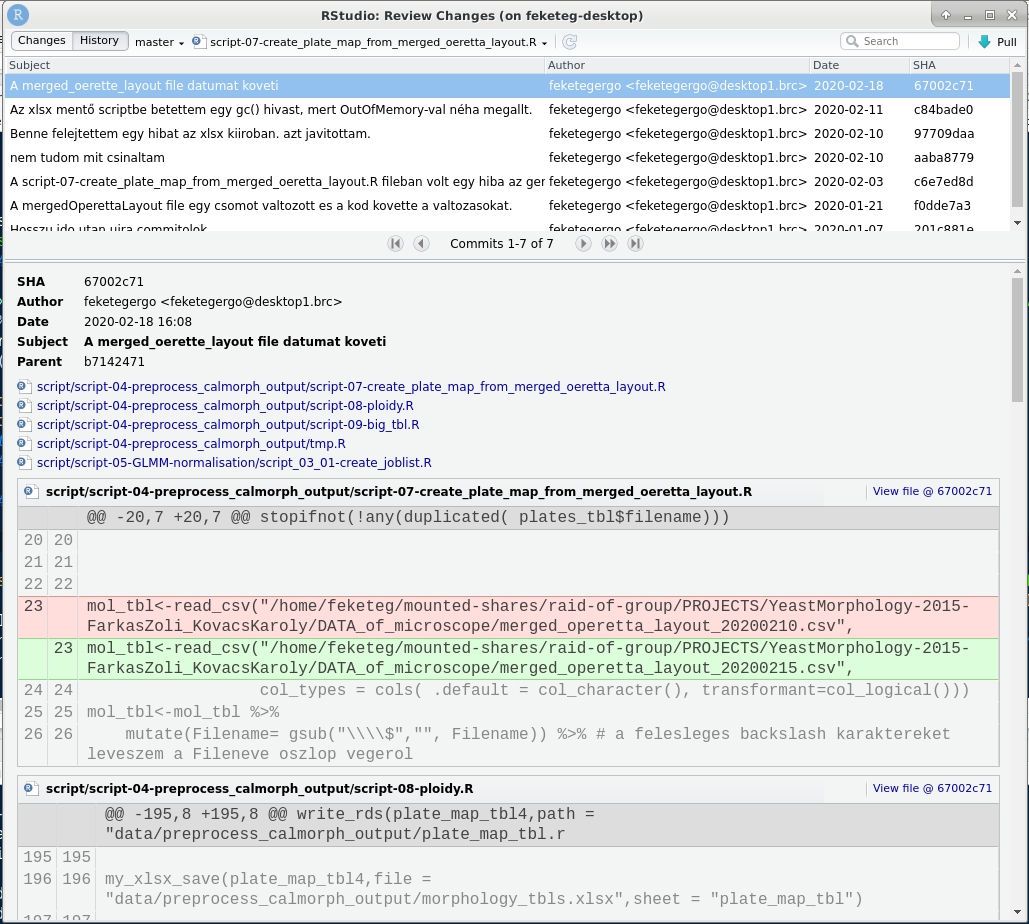 RStudio: Review Changes (on feketeg-desktop)
Changes History master script-07-create_plate_map_from_merged_oeretta_layout.R Search Pull
Subject Author Date SHA
A merged_oerette_layout file datumat koveti feketegergo <feketegergo@desktop1.brc> 2020-02-18 67002c71
Az xlsx mentő scriptbe betettem egy gc() hivast, mert OutOfMemory-val néha megallt. feketegergo <feketegergo@desktop1.brc> 2020-02-11 c84bade0
Benne felejtettem egy hibat az xlsx kiiroban. azt javitottam. feketegergo <feketegergo@desktop1.brc> 2020-02-10 97709daa
nem tudom mit csinaltam feketegergo <feketegergo@desktop1.brc> 2020-02-10 aaba8779
A script-07-create_plate_map_from_merged_oeretta_layout.R fileban volt egy hiba az ger feketegergo <feketegergo@desktop1.brc> 2020-02-03 c6e7ed8d
A mergedOperettaLayout file egy csomot valtozott es a kod kovette a valtozasokat. feketegergo <feketegergo@desktop1.brc> 2020-01-21 f0dde7a3
Hosszu ido utan ujra commitolok feketegergo <feketegergo@desktop1.brc> 2020-01-07 201c881e
Commits 1-7 of 7
SHA 67002c71
Author feketegergo <feketegergo@desktop1.brc>
Date 2020-02-18 16:08
Subject A merged_oerette_layout file datumat koveti
Parent b7142471
script/script-04-preprocess_calmorph_output/script-07-create_plate_map_from_merged_oeretta_layout.R
script/script-04-preprocess_calmorph_output/script-08-ploidy.R
script/script-04-preprocess_calmorph_output/script-09-big_tbl.R
script/script-04-preprocess_calmorph_output/tmp.R
script/script-05-GLMM-normalisation/script_03_01-create_joblist.R
script/script-04-preprocess_calmorph_output/script-07-create_plate_map_from_merged_oeretta_layout.R View file @ 67002c71
@@ -20,7 +20,7 @@ stopifnot(!any(duplicated( plates_tbl$filename)))
20 20
21 21
22 22
23 mol_tbl<-read_csv("/home/feketeg/mounted-shares/raid-of-group/PROJECTS/YeastMorphology-2015-
FarkasZoli_KovacsKaroly/DATA_of_microscope/merged_operetta_layout_20200210.csv",
23 mol_tbl<-read_csv("/home/feketeg/mounted-shares/raid-of-group/PROJECTS/YeastMorphology-2015-
FarkasZoli_KovacsKaroly/DATA_of_microscope/merged_operetta_layout_20200215.csv",
24 24 col_types = cols( .default = col_character(), transformant=col_logical()))
25 25 mol_tbl<-mol_tbl %>%
26 26 mutate(Filename= gsub("\\\\$","", Filename)) %>% # a felesleges backslash karaktereket
leveszem a Fileneve oszlop vegerol
script/script-04-preprocess_calmorph_output/script-08-ploidy.R View file @ 67002c71
@@ -195,8 +195,8 @@ write_rds(plate_map_tbl4,path =
"data/preprocess_calmorph_output/plate_map_tbl.r
195 195
196 196 my_xlsx_save(plate_map_tbl4,file =
"data/preprocess_calmorph_output/morphology_tbls.xlsx",sheet = "plate_map_tbl")
197 197